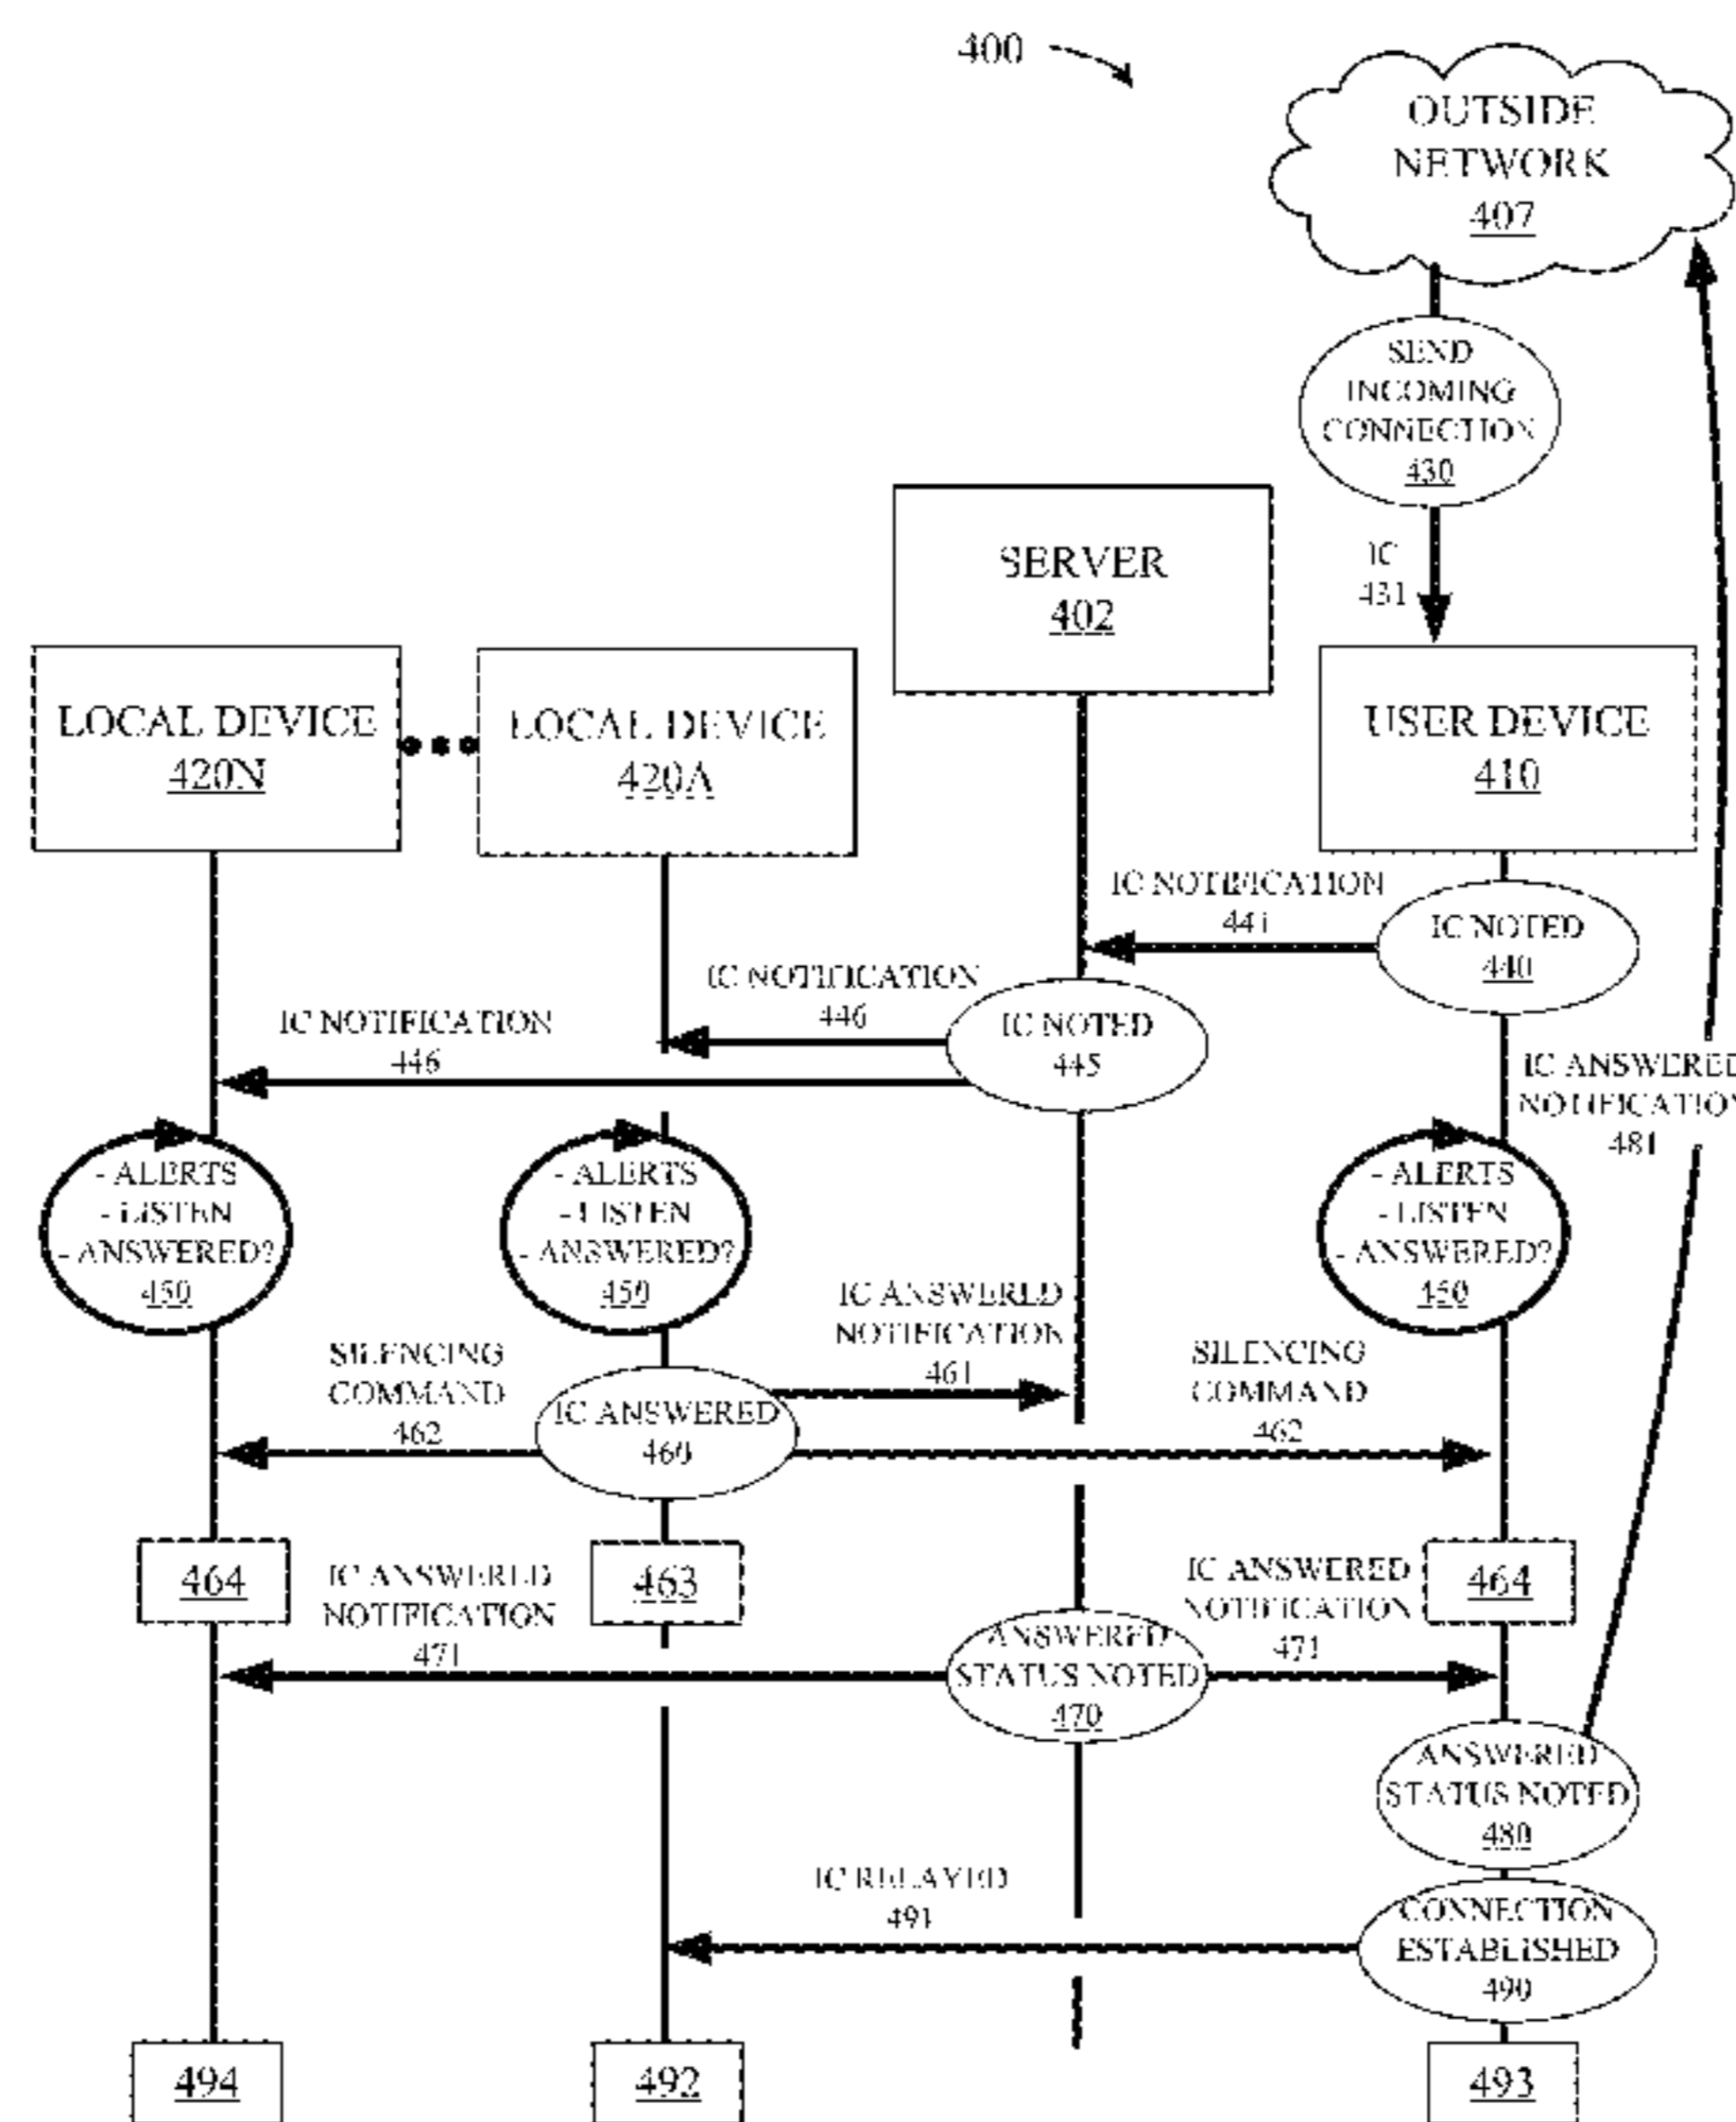 400
OUTSIDE
NETWORK
407
SEND
INCOMING
CONNECTION
430
IC
431
SERVER
402
LOCAL DEVICE
420N
LOCAL DEVICE
420A
USER DEVICE
410
IC NOTIFICATION
441
IC NOTED
440
IC NOTIFICATION
446
IC NOTIFICATION
446
IC NOTED
445
IC ANSWERED
NOTIFICATION
481
- ALERTS
- LISTEN
- ANSWERED?
450
- ALERTS
- LISTEN
- ANSWERED?
450
- ALERTS
- LISTEN
- ANSWERED?
450
IC ANSWERED
NOTIFICATION
461
SILENCING
COMMAND
462
IC ANSWERED
460
SILENCING
COMMAND
462
464
IC ANSWERED
NOTIFICATION
471
463
IC ANSWERED
NOTIFICATION
471
464
ANSWERED
STATUS NOTED
470
ANSWERED
STATUS NOTED
480
IC RELAYED
491
CONNECTION
ESTABLISHED
490
494
492
493